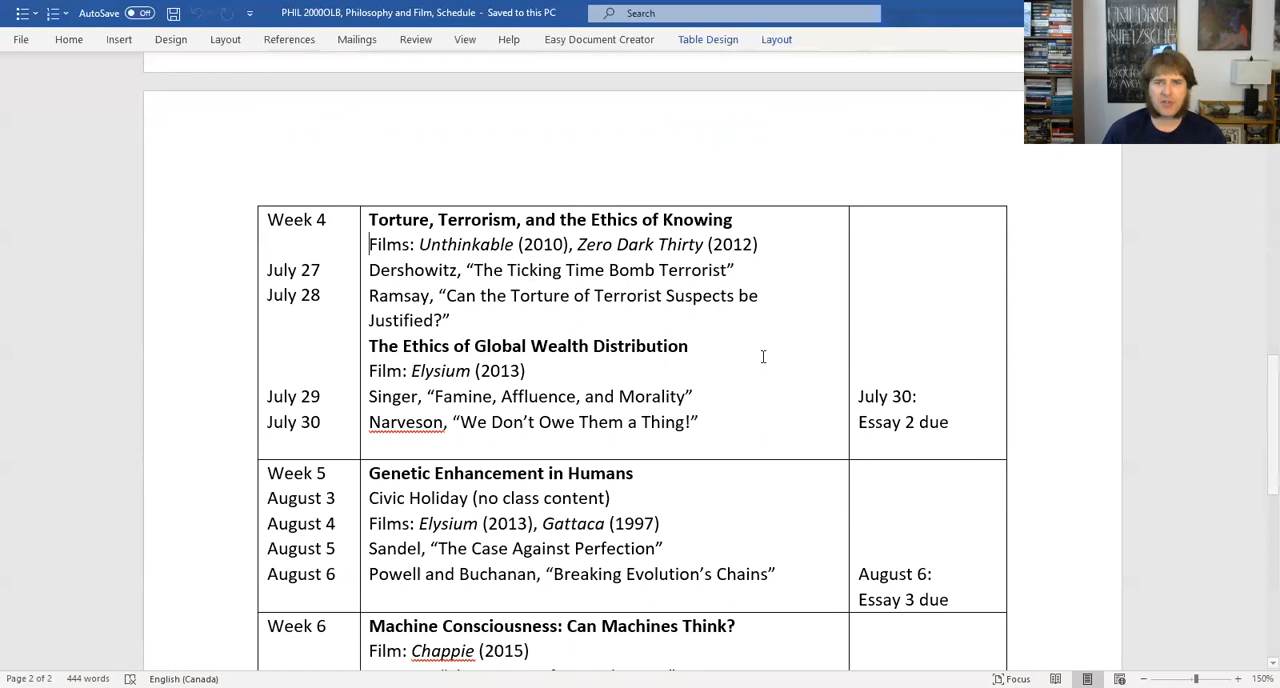 AutoSave
Off
PHIL 2000OLB, Philosophy and Film, Schedule - Saved to this PC
Search
File Home Insert Design Layout References Review View Help Easy Document Creator Table Design Layout
FRIEDRICH
NIETZSCHE
Week 4
Torture, Terrorism, and the Ethics of Knowing
Films: Unthinkable (2010), Zero Dark Thirty (2012)
July 27
Dershowitz, “The Ticking Time Bomb Terrorist”
July 28
Ramsay, “Can the Torture of Terrorist Suspects be
Justified?”
The Ethics of Global Wealth Distribution
Film: Elysium (2013)
July 29
Singer, “Famine, Affluence, and Morality”
July 30:
July 30
Narveson, “We Don’t Owe Them a Thing!”
Essay 2 due
Week 5
Genetic Enhancement in Humans
August 3
Civic Holiday (no class content)
August 4
Films: Elysium (2013), Gattaca (1997)
August 5
Sandel, “The Case Against Perfection”
August 6
Powell and Buchanan, “Breaking Evolution’s Chains”
August 6:
Essay 3 due
Week 6
Machine Consciousness: Can Machines Think?
Film: Chappie (2015)
Page 2 of 2
444 words
English (Canada)
Focus
150%